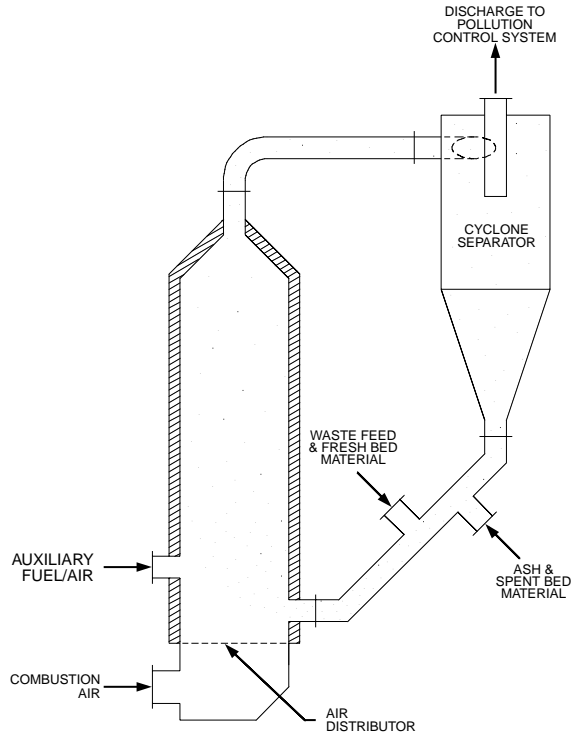 DISCHARGE TO
POLLUTION
CONTROL SYSTEM
CYCLONE
SEPARATOR
WASTE FEED
& FRESH BED
MATERIAL
AUXILIARY
FUEL/AIR
ASH &
SPENT BED
MATERIAL
COMBUSTION
AIR
AIR
DISTRIBUTOR